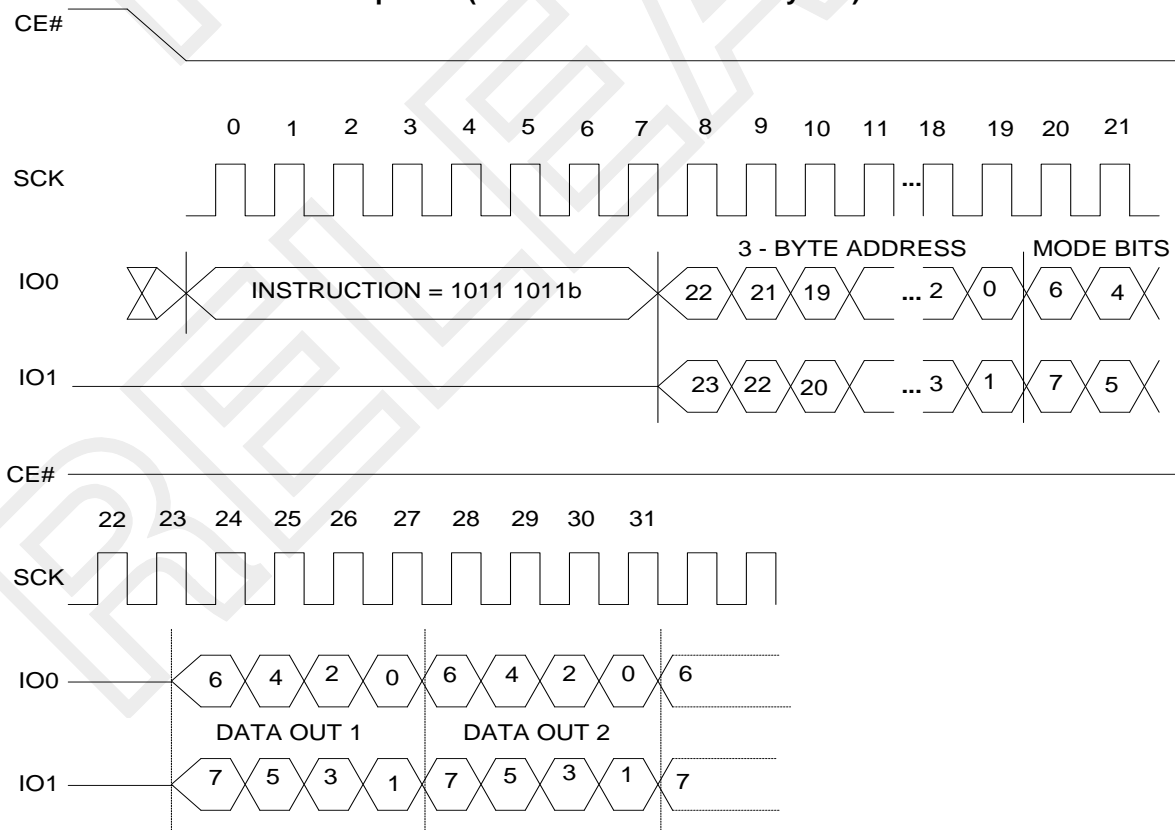 CE#
0 1 2 3 4 5 6 7 8 9 10 11 18 19 20 21
SCK
...
3 - BYTE ADDRESS MODE BITS
IO0 INSTRUCTION = 1011 1011b 22 21 19 ... 2 0 6 4
IO1 23 22 20 ... 3 1 7 5
CE#
22 23 24 25 26 27 28 29 30 31
SCK
IO0 6 4 2 0 6 4 2 0 6
DATA OUT 1 DATA OUT 2
IO1 7 5 3 1 7 5 3 1 7